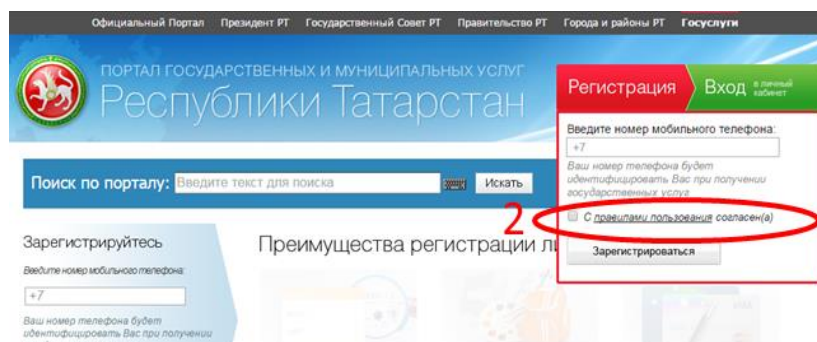 Официальный Портал Президент РТ Государственный Совет РТ Правительство РТ Города и районы РТ Госуслуги
ПОРТАЛ ГОСУДАРСТВЕННЫХ И МУНИЦИПАЛЬНЫХ УСЛУГ
Республики Татарстан
Регистрация Вход в личный кабинет
Введите номер мобильного телефона:
+7
Ваш номер телефона будет
идентифицировать Вас при получении
государственных услуг
2
С правилами пользования согласен(а)
Зарегистрироваться
Поиск по порталу: Введите текст для поиска Искать
Зарегистрируйтесь
Введите номер мобильного телефона:
+7
Ваш номер телефона будет
идентифицировать Вас при получении
Преимущества регистрации